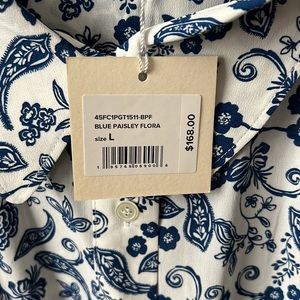 45FC1PGT1511-BPF
BLUE PAISLEY FLORA
size L
$168.00